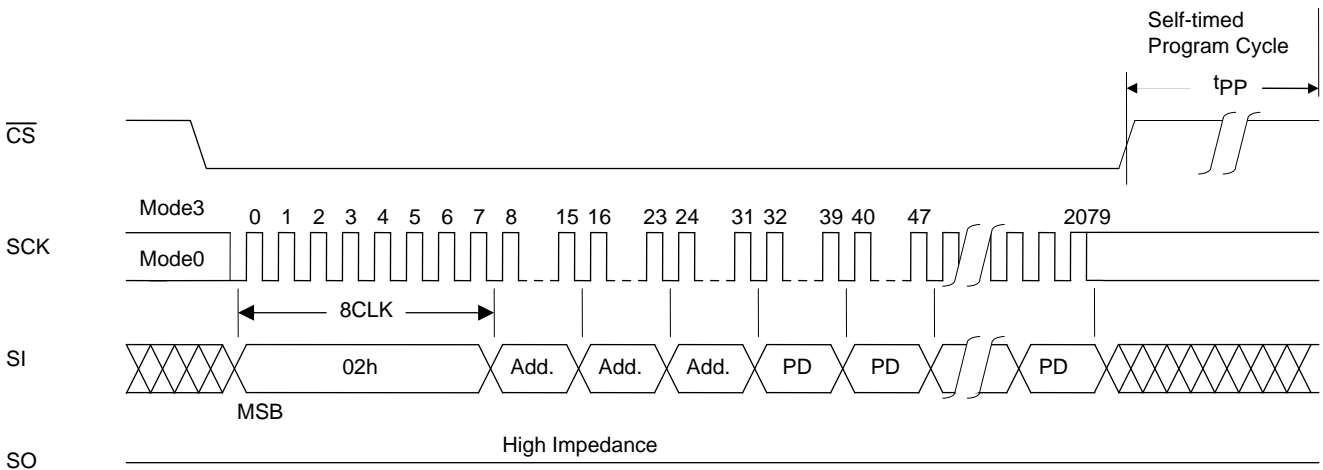 Self-timed
Program Cycle
tPP
CS
Mode3
0 1 2 3 4 5 6 7 8 15 16 23 24 31 32 39 40 47 2079
SCK
Mode0
8CLK
SI
02h Add. Add. Add. PD PD PD
MSB
High Impedance
SO